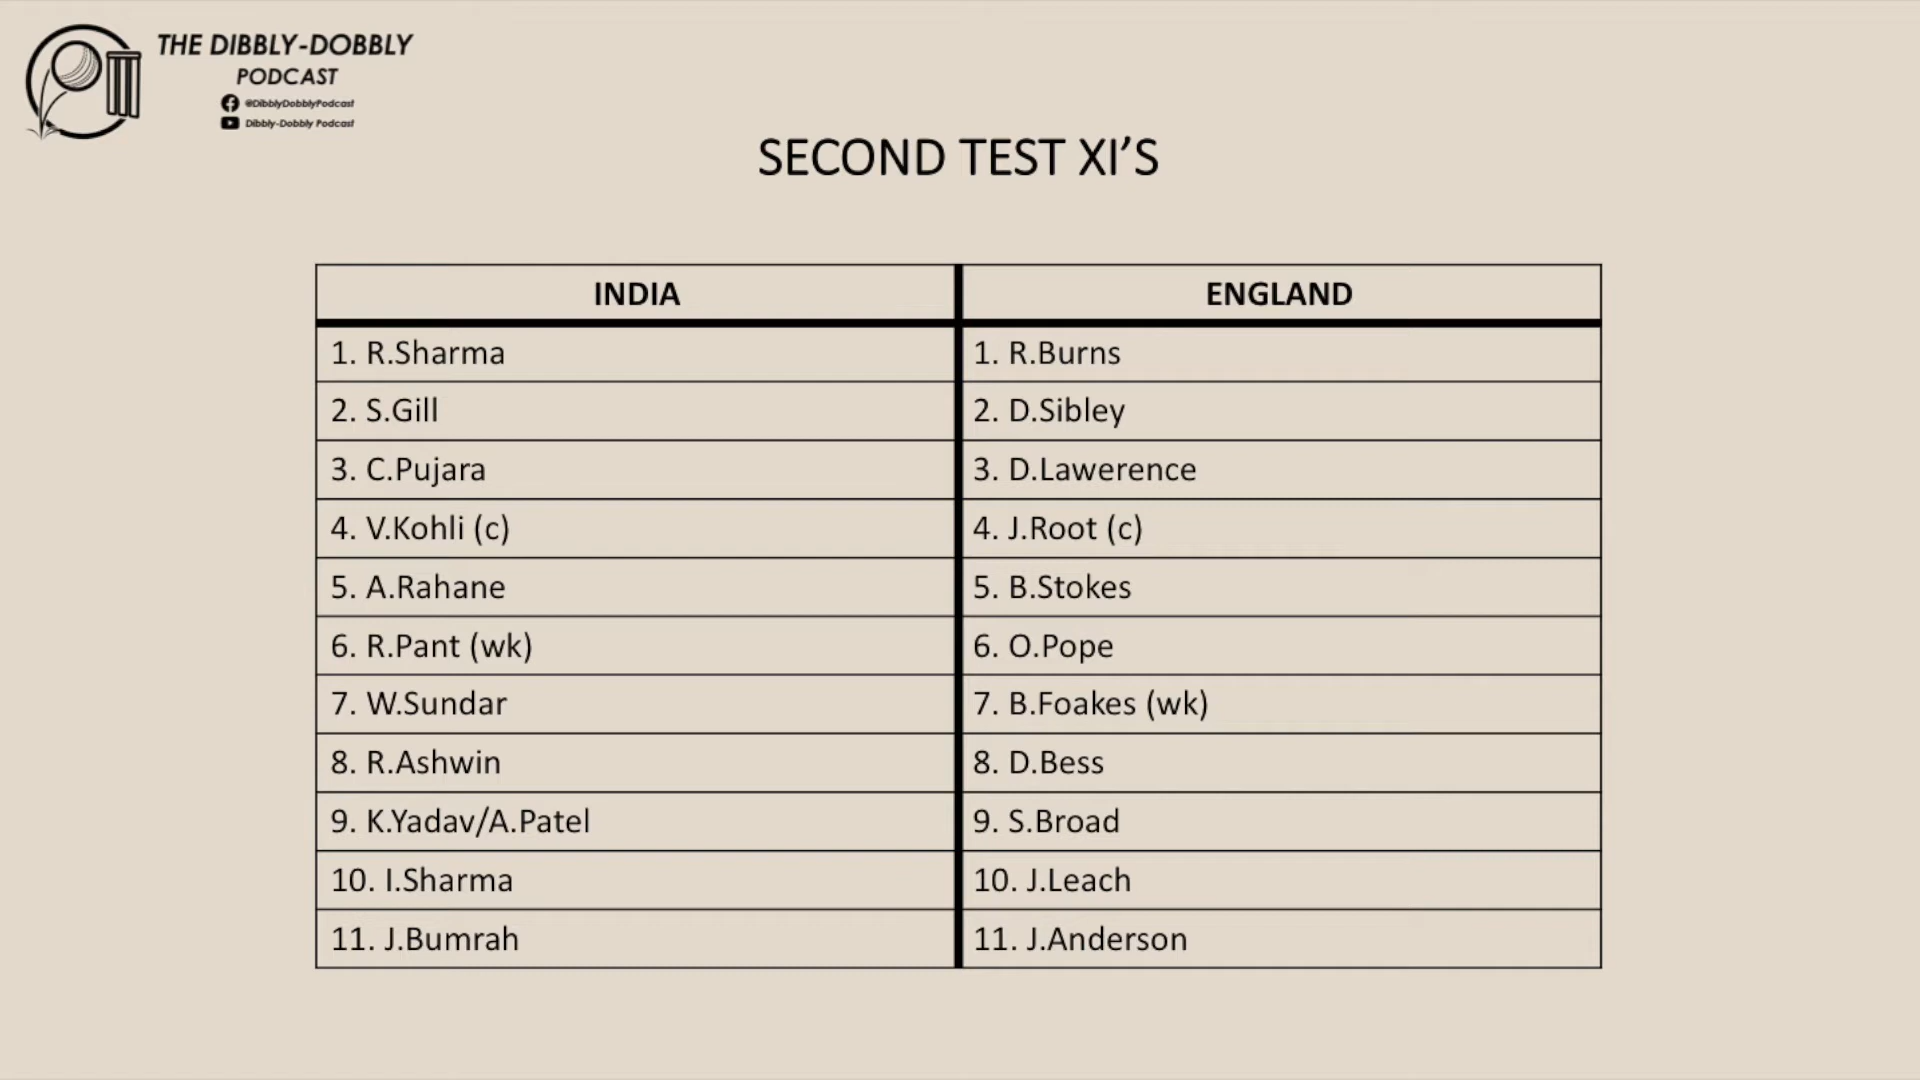 THE DIBBLY-DOBBLY
PODCAST
@DibblyDobblyPodcast
Dibbly-Dobbly Podcast
SECOND TEST XI’S
INDIA ENGLAND
1. R.Sharma 1. R.Burns
2. S.Gill 2. D.Sibley
3. C.Pujara 3. D.Lawerence
4. V.Kohli (c) 4. J.Root (c)
5. A.Rahane 5. B.Stokes
6. R.Pant (wk) 6. O.Pope
7. W.Sundar 7. B.Foakes (wk)
8. R.Ashwin 8. D.Bess
9. K.Yadav/A.Patel 9. S.Broad
10. I.Sharma 10. J.Leach
11. J.Bumrah 11. J.Anderson